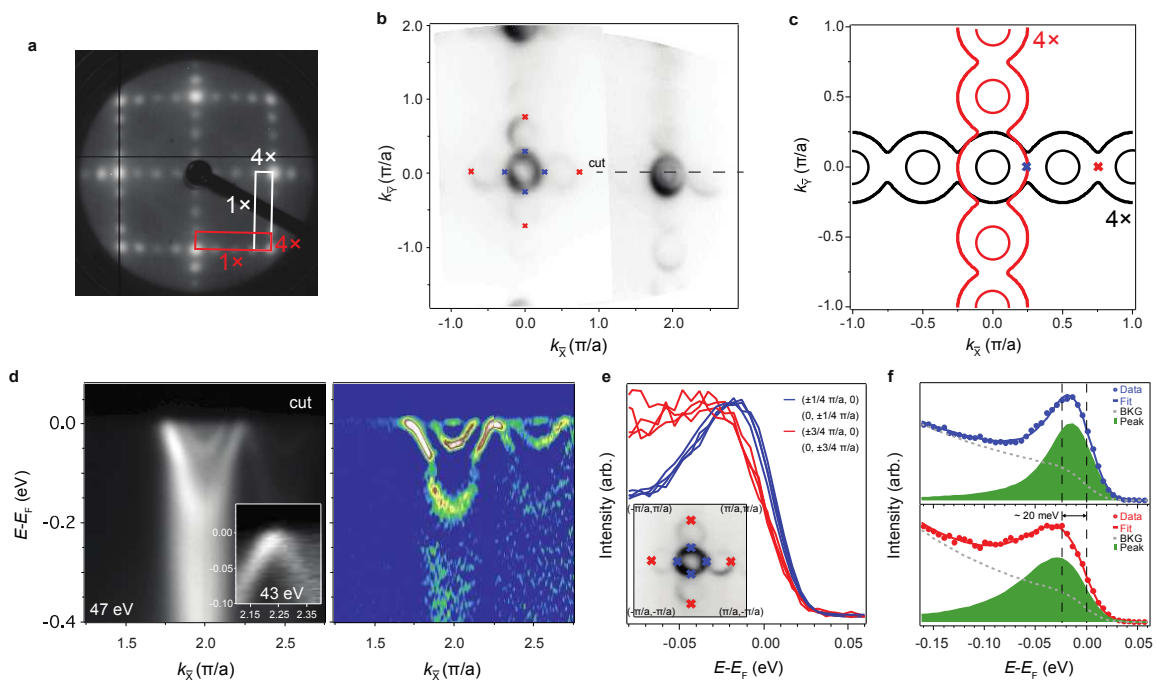 a
4×
1×
4×
1×
b
2.0
1.0
0.0
-1.0
k_Y̅ (π/a)
cut
-1.0
0.0
1.0
2.0
k_X̅ (π/a)
c
1.0
0.5
0.0
-0.5
-1.0
k_Y̅ (π/a)
4×
4×
-1.0
-0.5
0.0
0.5
1.0
k_X̅ (π/a)
d
0.0
-0.2
-0.4
E-E_F (eV)
cut
47 eV
0.00
-0.05
-0.10
43 eV
2.15
2.25
2.35
1.5
2.0
2.5
k_X̅ (π/a)
1.5
2.0
2.5
k_X̅ (π/a)
e
Intensity (arb.)
(±1/4 π/a, 0)
(0, ±1/4 π/a)
(±3/4 π/a, 0)
(0, ±3/4 π/a)
(-π/a,π/a)
(π/a,π/a)
(-π/a,-π/a)
(π/a,-π/a)
-0.05
0.00
0.05
E-E_F (eV)
f
Intensity (arb.)
Data
Fit
BKG
Peak
~ 20 meV
Data
Fit
BKG
Peak
-0.15
-0.10
-0.05
0.00
0.05
E-E_F (eV)